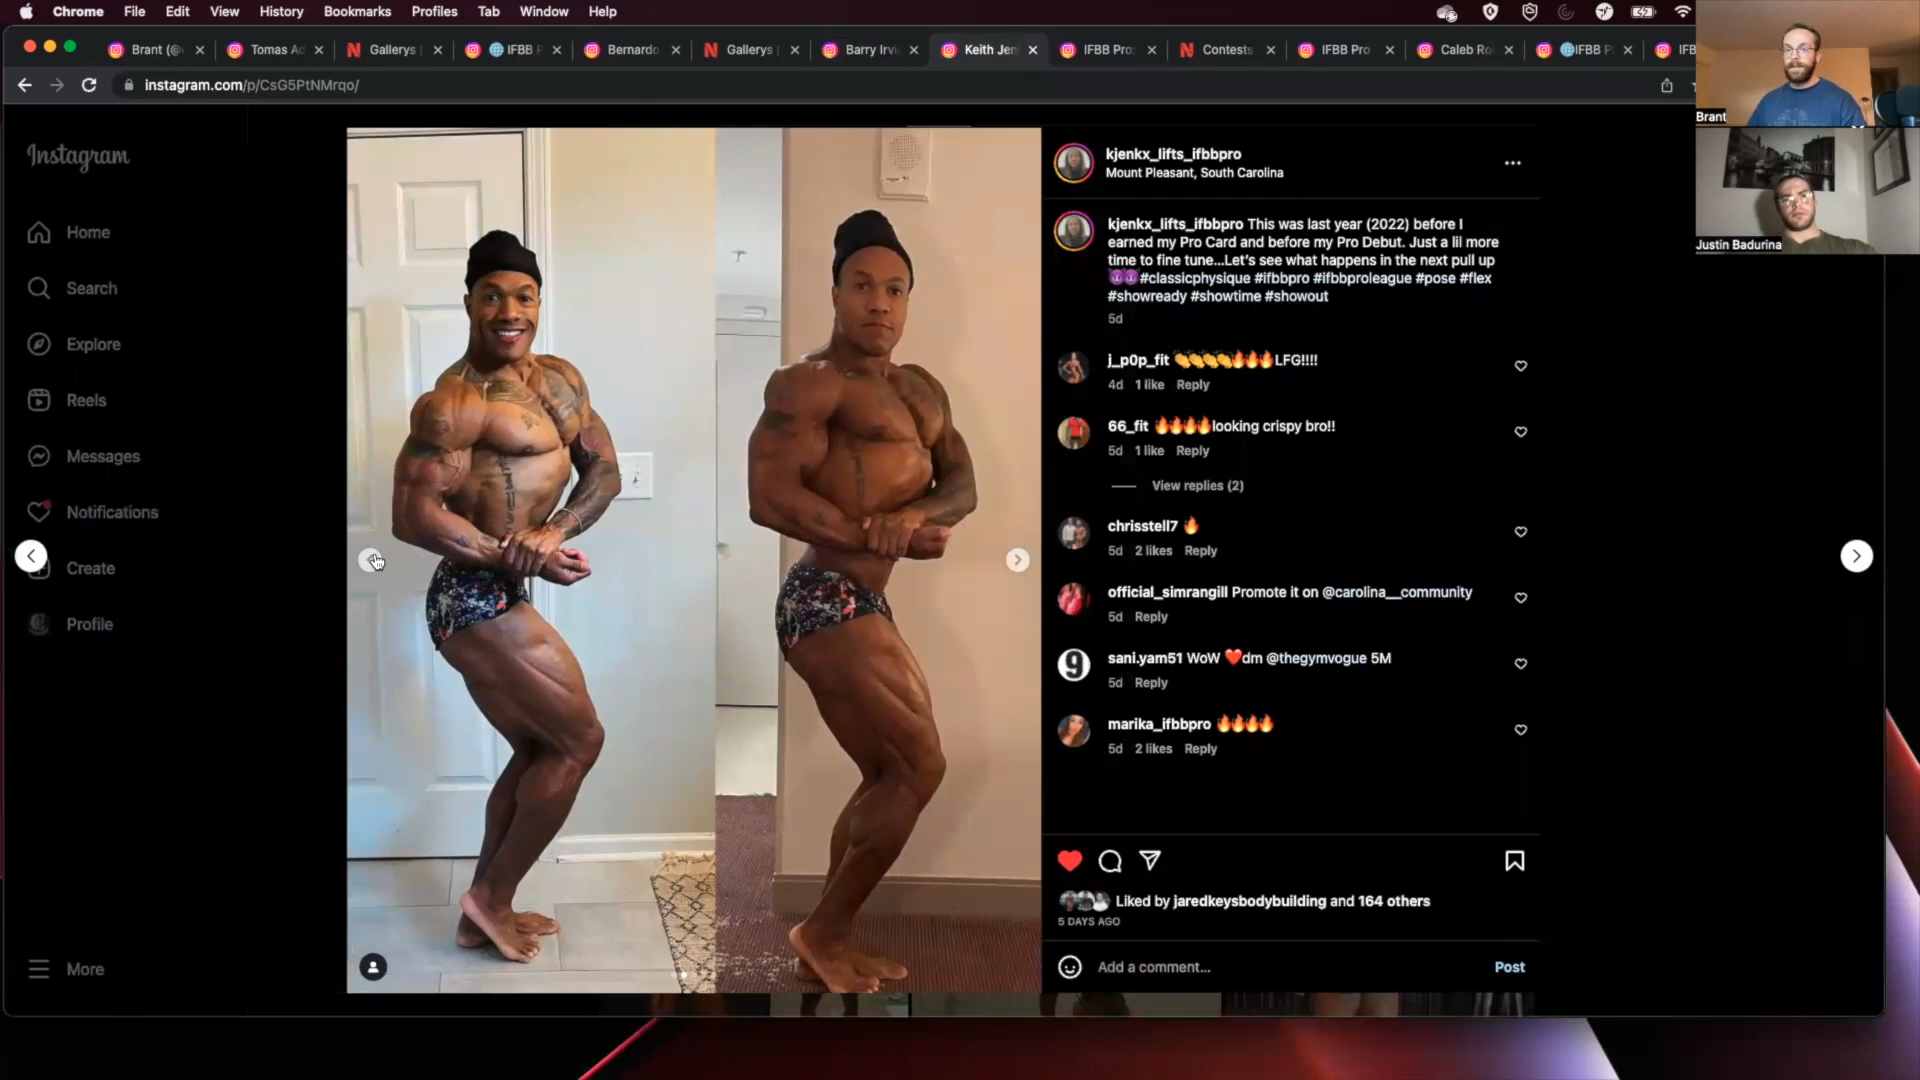 Chrome File Edit View History Bookmarks Profiles Tab Window Help
Brant (@ Tomas Ad Gallerys | IFBB P Bernardo Gallerys | Barry Irvi Keith Jen IFBB Pro Contests IFBB Pro Caleb Ro IFBB P IFB
instagram.com/p/CsG5PtNMrqo/
Brant
Justin Badurina
Instagram
Home
Search
Explore
Reels
Messages
Notifications
Create
Profile
More
kjenkx_lifts_ifbbpro
Mount Pleasant, South Carolina
kjenkx_lifts_ifbbpro This was last year (2022) before I
earned my Pro Card and before my Pro Debut. Just a lil more
time to fine tune...Let's see what happens in the next pull up
😈😈#classicphysique #ifbbpro #ifbbproleague #pose #flex
#showready #showtime #showout
5d
j_p0p_fit 👏👏👏👏🔥🔥🔥LFG!!!!
4d 1 like Reply
66_fit 🔥🔥🔥🔥looking crispy bro!!
5d 1 like Reply
View replies (2)
chrisstell7 🔥
5d 2 likes Reply
official_simrangill Promote it on @carolina__community
5d Reply
9
sani.yam51 WoW ❤️dm @thegymvogue 5M
5d Reply
marika_ifbbpro 🔥🔥🔥🔥
5d 2 likes Reply
Liked by jaredkeysbodybuilding and 164 others
5 DAYS AGO
Add a comment... Post